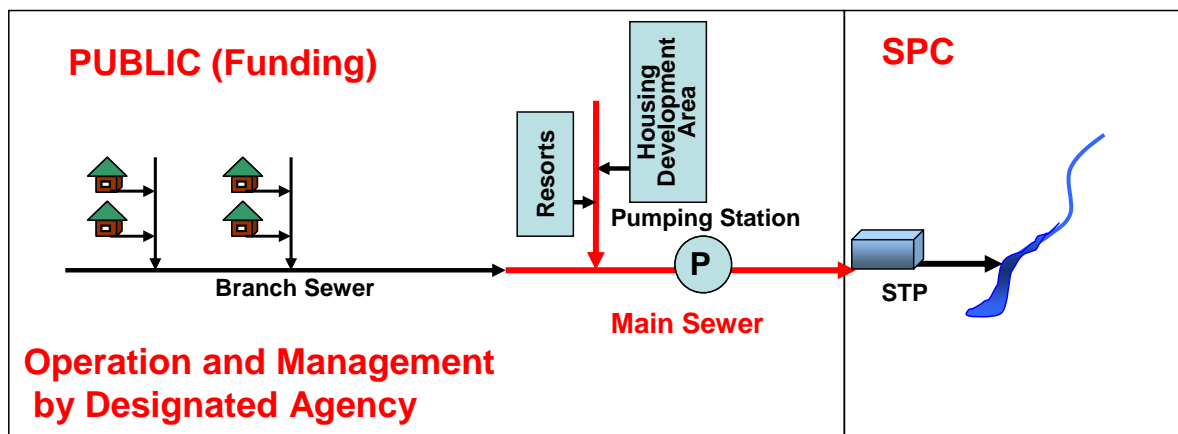 PUBLIC (Funding)
SPC
Resorts
Housing
Development
Area
Pumping Station
P
Branch Sewer
Main Sewer
STP
Operation and Management
by Designated Agency